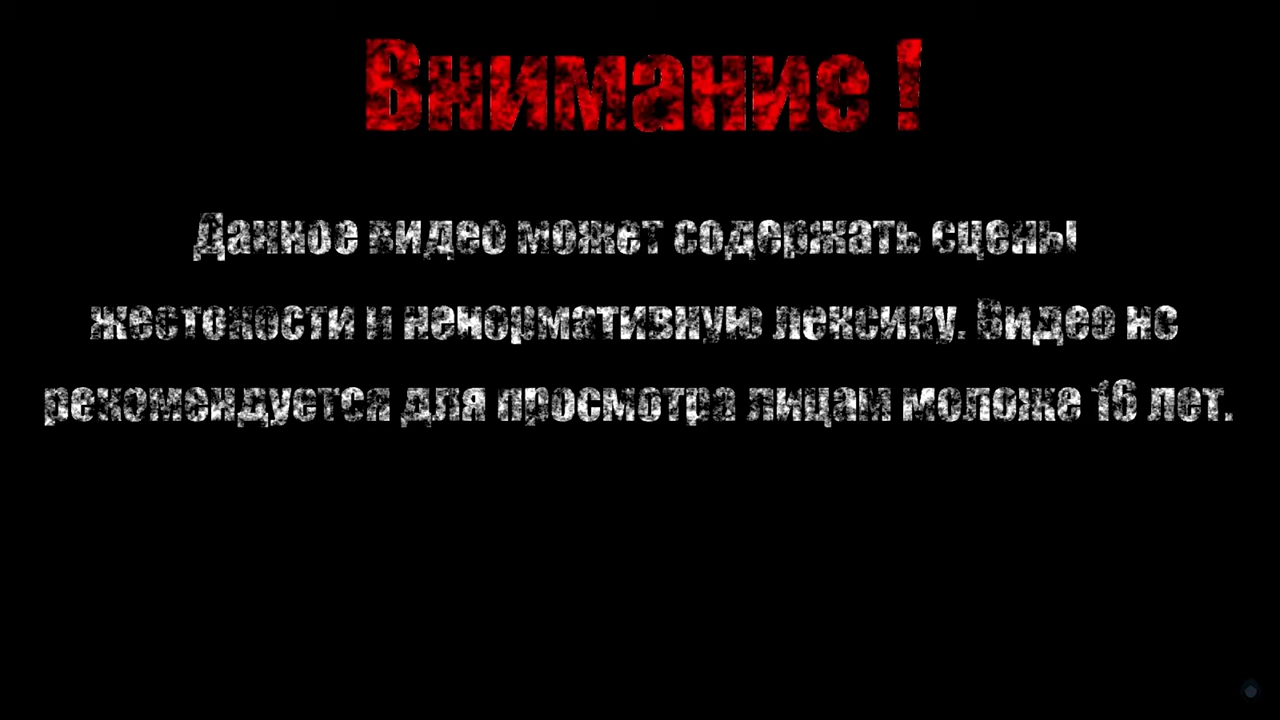 Внимание !
Данное видео может содержать сцены
жестокости и ненормативную лексику. Видео не
рекомендуется для просмотра лицам моложе 16 лет.